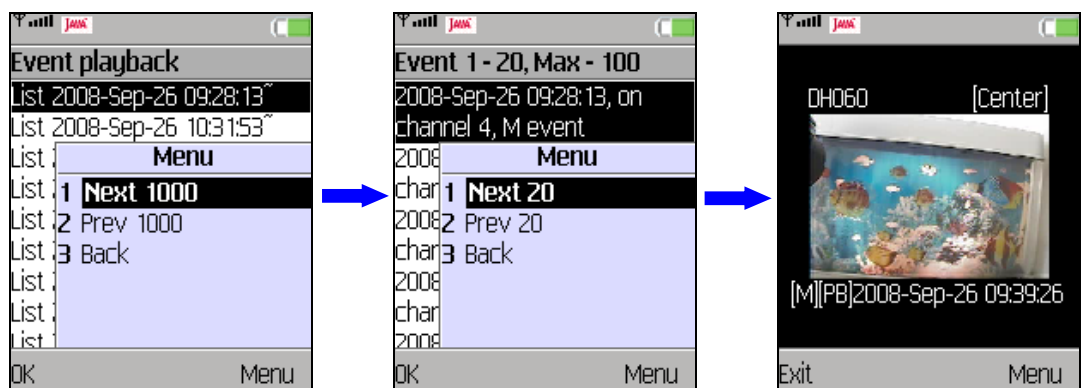 JAVA
Event playback
List 2008-Sep-26 09:28:13~
List 2008-Sep-26 10:31:53~
List
Menu
List
1 Next 1000
List
2 Prev 1000
List
3 Back
List
List
List
OK Menu
JAVA
Event 1 - 20, Max - 100
2008-Sep-26 09:28:13, on
channel 4, M event
2008
Menu
char
1 Next 20
2008
2 Prev 20
char
3 Back
2008
char
2008
OK Menu
JAVA
DH060 [Center]
[M][PB]2008-Sep-26 09:39:26
Exit Menu